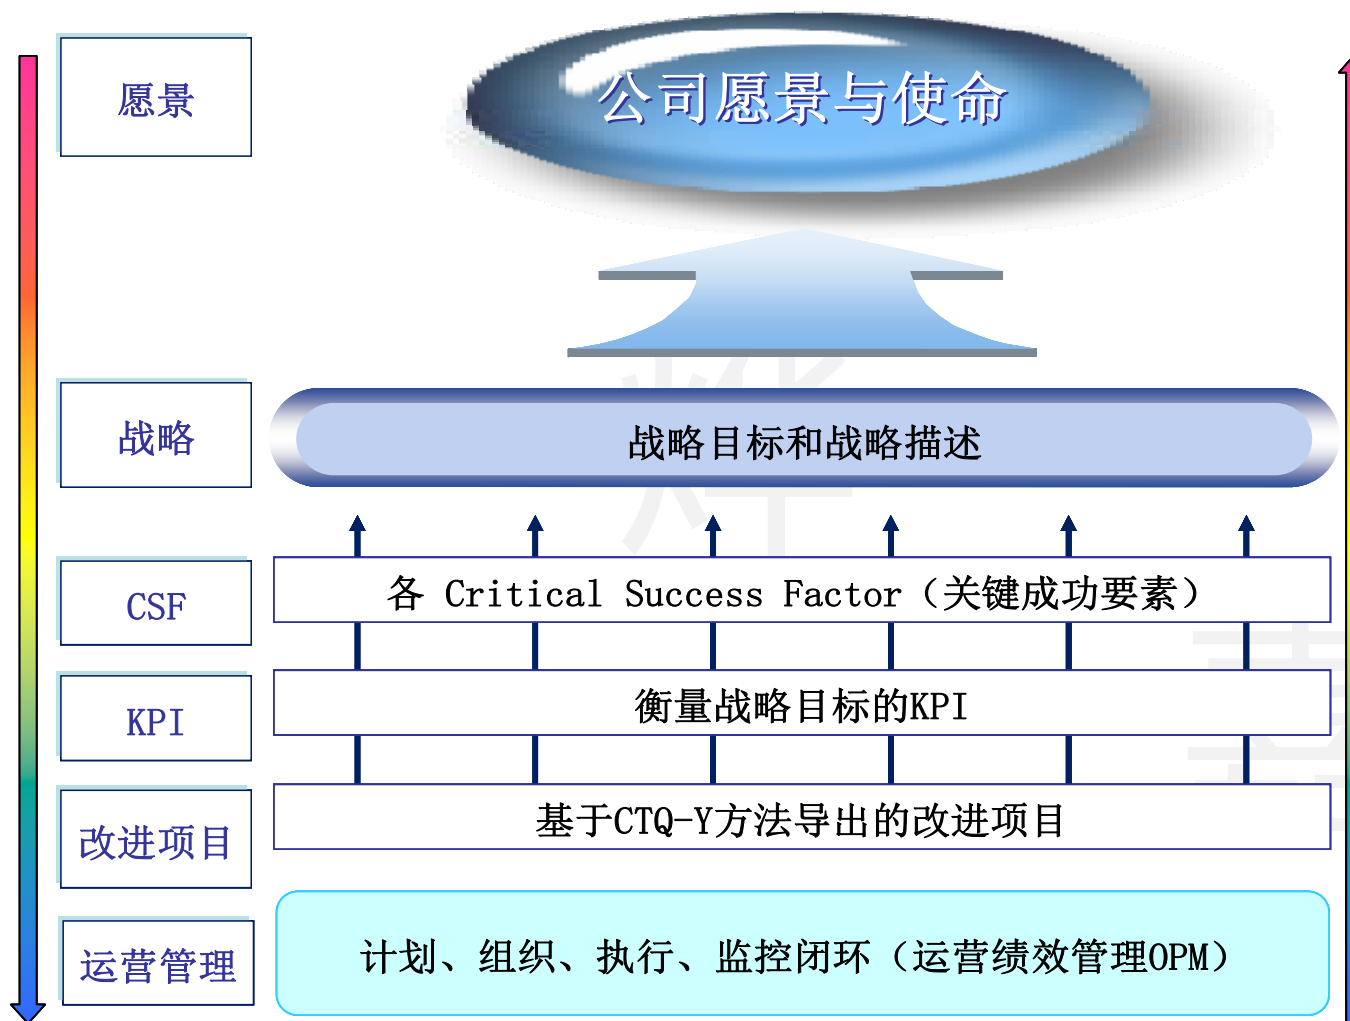 愿景
公司愿景与使命
战略
战略目标和战略描述
CSF
各 Critical Success Factor（关键成功要素）
KPI
衡量战略目标的KPI
改进项目
基于CTQ-Y方法导出的改进项目
运营管理
计划、组织、执行、监控闭环（运营绩效管理OPM）